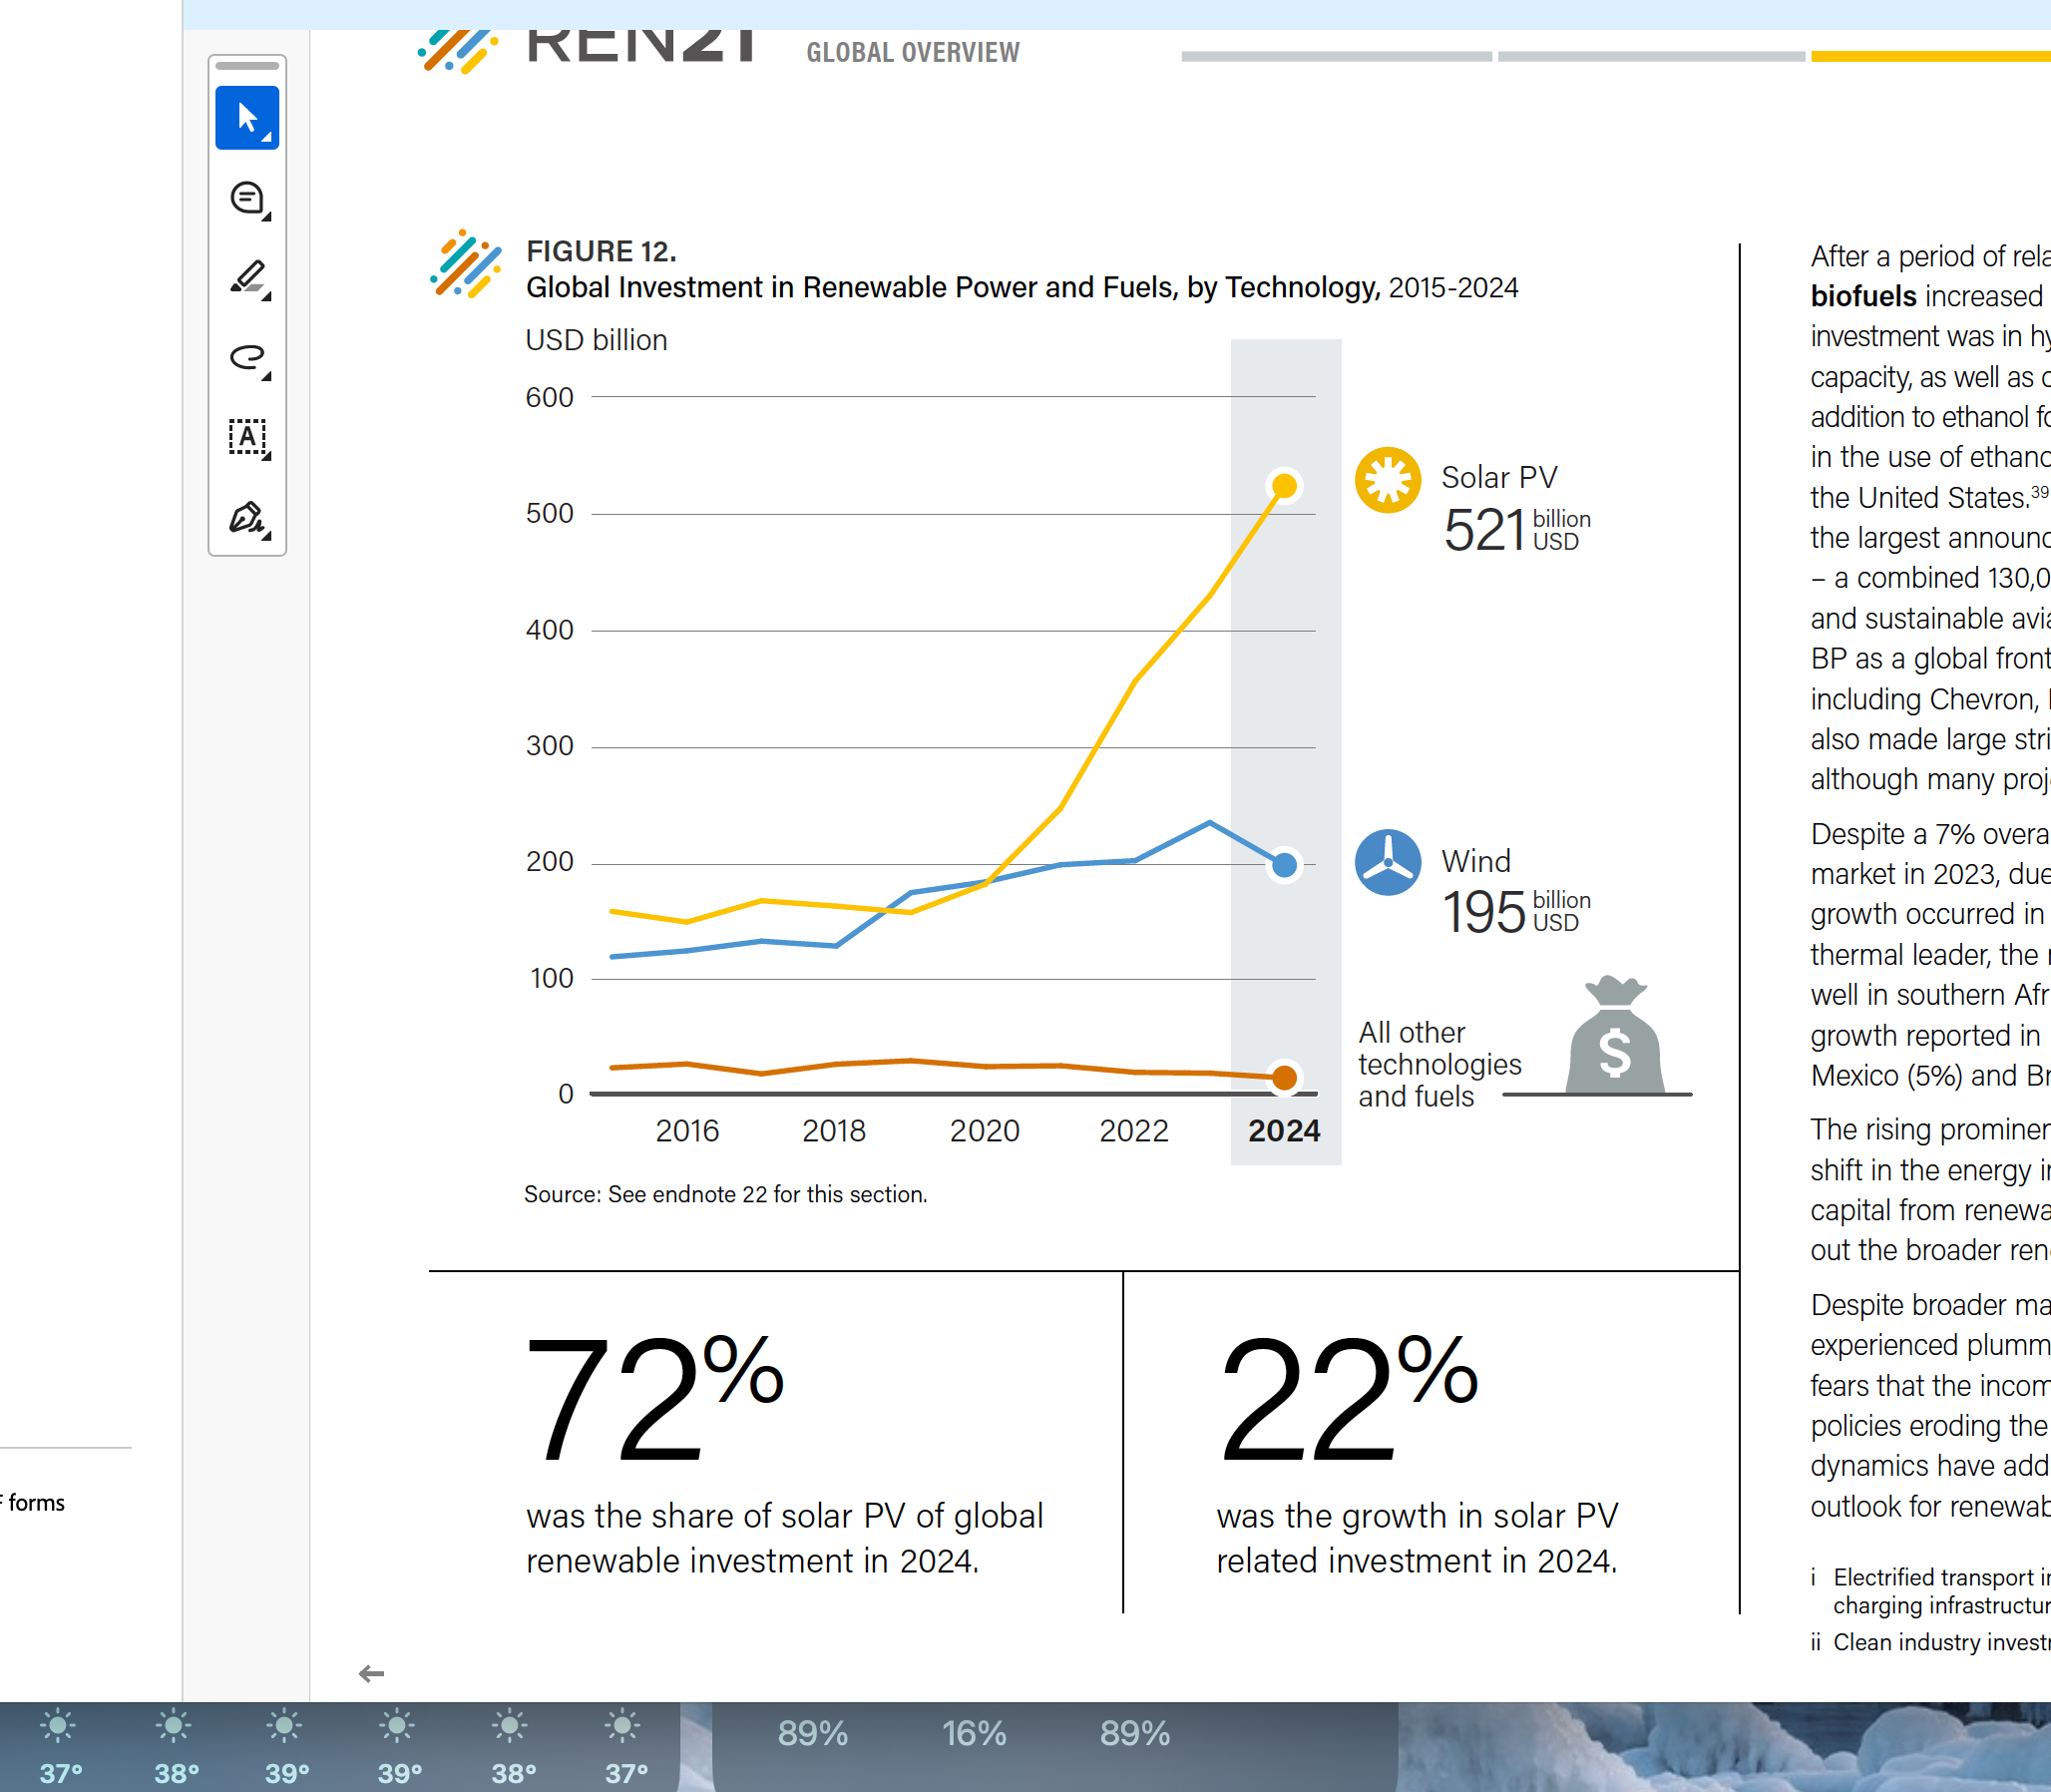 REN21 GLOBAL OVERVIEW
FIGURE 12.
Global Investment in Renewable Power and Fuels, by Technology, 2015-2024
USD billion
600
500
400
300
200
100
0
2016 2018 2020 2022 2024
Solar PV
521 billion USD
Wind
195 billion USD
All other
technologies
and fuels
$
Source: See endnote 22 for this section.
72%
was the share of solar PV of global
renewable investment in 2024.
22%
was the growth in solar PV
related investment in 2024.
After a period of rela
biofuels increased
investment was in hy
capacity, as well as
addition to ethanol fo
in the use of ethano
the United States.39
the largest announc
– a combined 130,0
and sustainable avia
BP as a global front
including Chevron,
also made large stri
although many proj
Despite a 7% overa
market in 2023, due
growth occurred in
thermal leader, the
well in southern Afr
growth reported in
Mexico (5%) and Br
The rising prominen
shift in the energy in
capital from renewa
out the broader ren
Despite broader ma
experienced plumm
fears that the incom
policies eroding the
dynamics have add
outlook for renewab
i Electrified transport in
charging infrastructur
ii Clean industry invest
A
F forms
37° 38° 39° 39° 38° 37°
89% 16% 89%